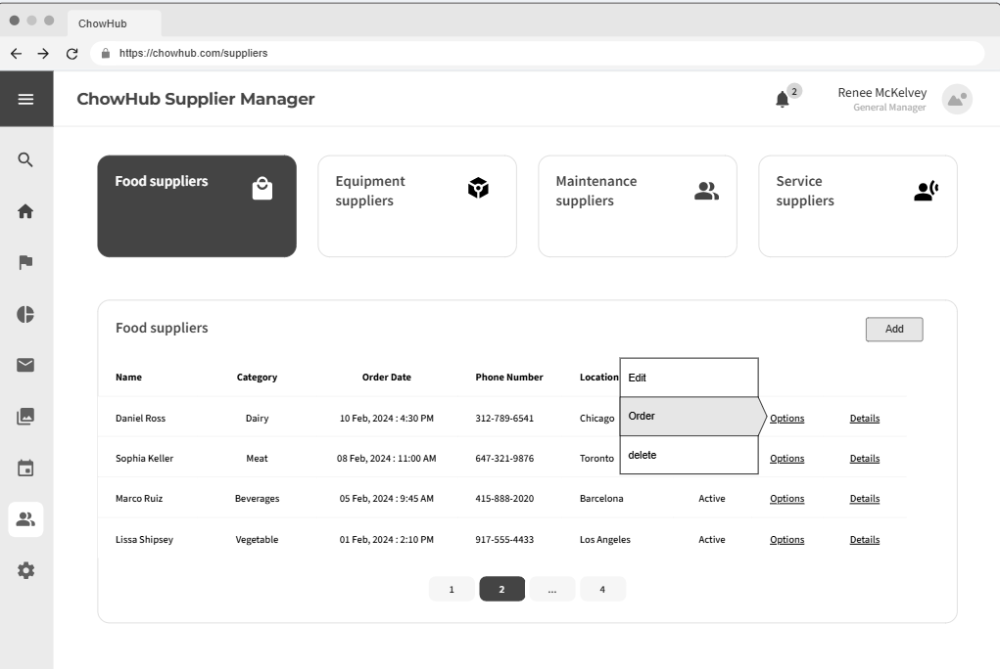 ChowHub
https://chowhub.com/suppliers
ChowHub Supplier Manager
2
Renee McKelvey
General Manager
Food suppliers
Equipment
suppliers
Maintenance
suppliers
Service
suppliers
Food suppliers
Add
Name Category Order Date Phone Number Location
Edit
Daniel Ross Dairy 10 Feb, 2024 : 4:30 PM 312-789-6541 Chicago Order Options Details
Sophia Keller Meat 08 Feb, 2024 : 11:00 AM 647-321-9876 Toronto delete Options Details
Marco Ruiz Beverages 05 Feb, 2024 : 9:45 AM 415-888-2020 Barcelona Active Options Details
Lissa Shipsey Vegetable 01 Feb, 2024 : 2:10 PM 917-555-4433 Los Angeles Active Options Details
1 2 ... 4